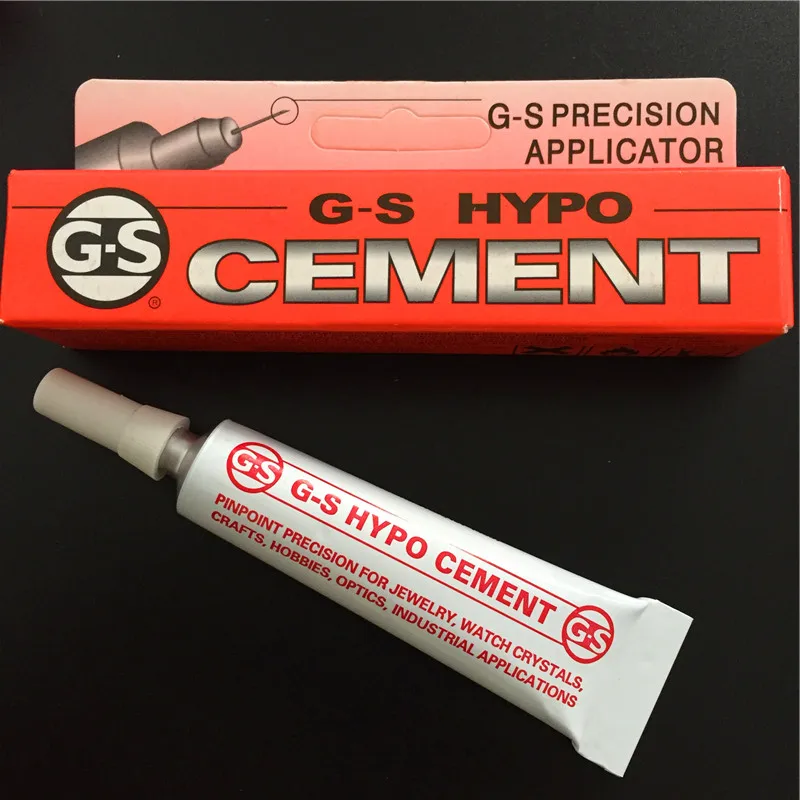 G-S PRECISION
APPLICATOR
G-S HYPO
G-S
®
CEMENT
G-S
G-S HYPO CEMENT
PINPOINT PRECISION FOR JEWELRY, WATCH CRYSTALS,
CRAFTS, HOBBIES, OPTICS, INDUSTRIAL APPLICATIONS
G-S